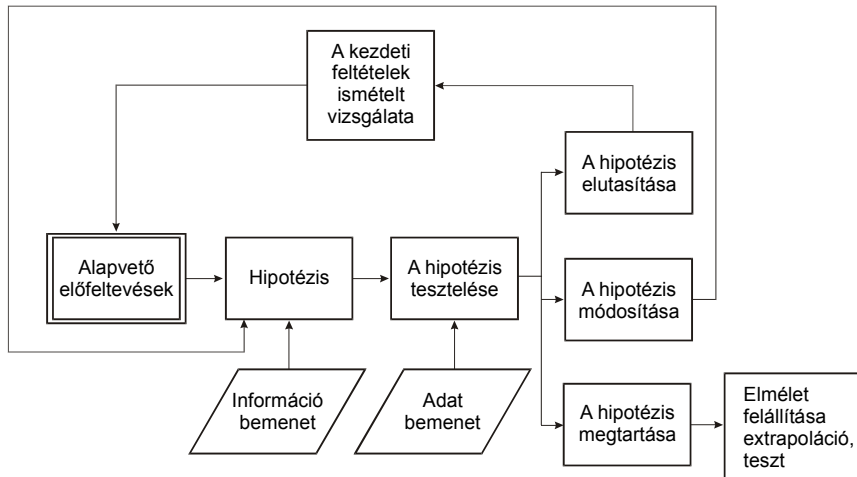 A kezdeti
feltételek
ismételt
vizsgálata
A hipotézis
elutasítása
Alapvető
előfeltevések
Hipotézis
A hipotézis
tesztelése
A hipotézis
módosítása
Információ
bemenet
Adat
bemenet
A hipotézis
megtartása
Elmélet
felállítása
extrapoláció,
teszt